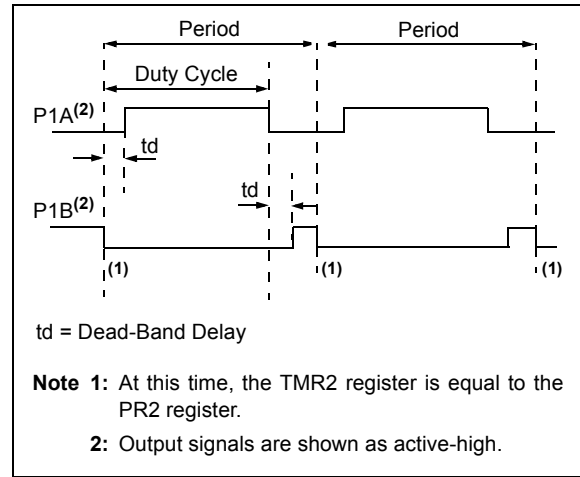 Period Period
Duty Cycle
P1A(2)
td
td
P1B(2)
(1) (1) (1)
td = Dead-Band Delay
Note 1: At this time, the TMR2 register is equal to the
PR2 register.
2: Output signals are shown as active-high.